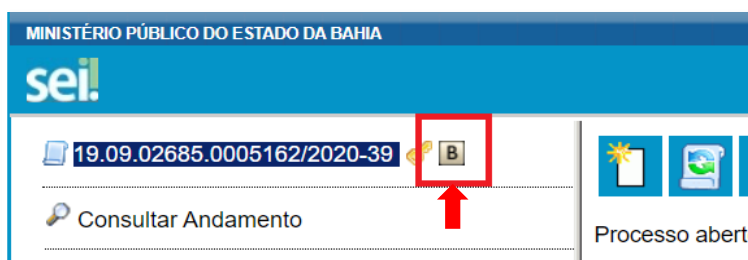 MINISTÉRIO PÚBLICO DO ESTADO DA BAHIA
sei!
19.09.02685.0005162/2020-39 B
Consultar Andamento
Processo abert